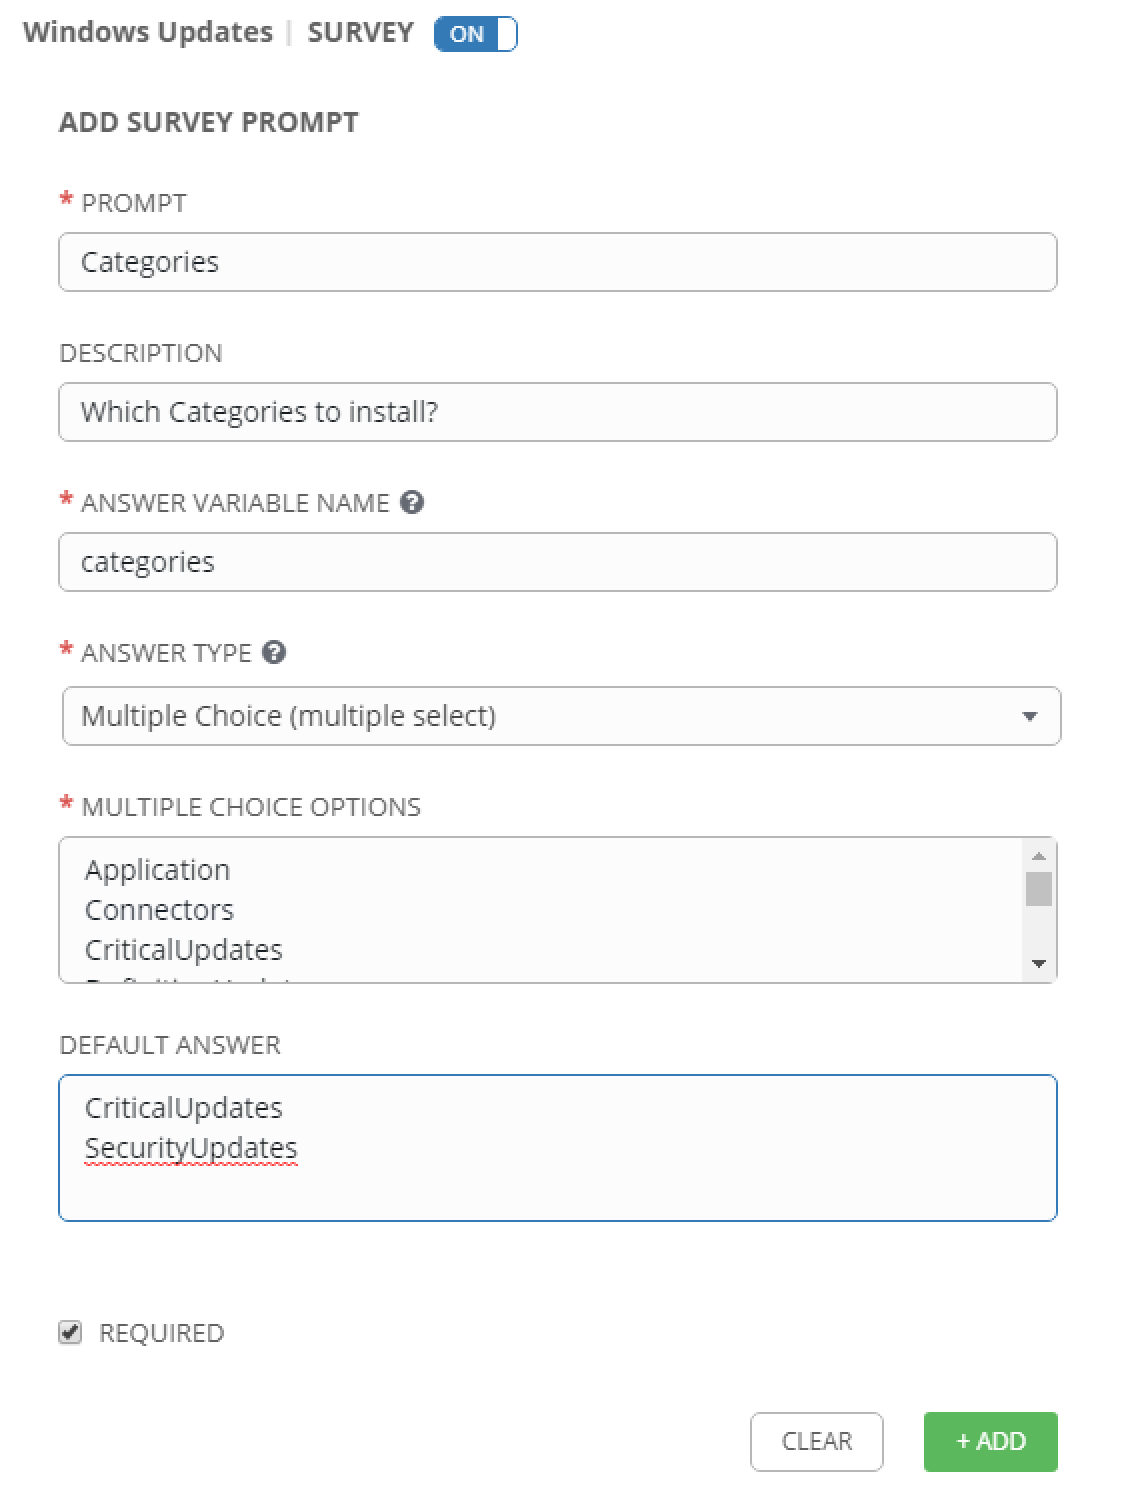 Windows Updates | SURVEY ON
ADD SURVEY PROMPT
* PROMPT
Categories
DESCRIPTION
Which Categories to install?
* ANSWER VARIABLE NAME ?
categories
* ANSWER TYPE ?
Multiple Choice (multiple select)
* MULTIPLE CHOICE OPTIONS
Application
Connectors
CriticalUpdates
DEFAULT ANSWER
CriticalUpdates
SecurityUpdates
REQUIRED
CLEAR
+ ADD